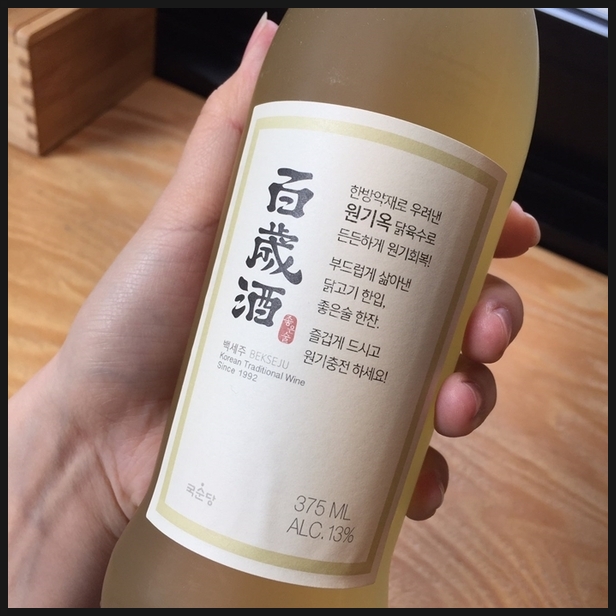 百歲酒
좋은술
백세주 BEKSEJU
Korean Traditional Wine
Since 1992
한방약재로 우려낸
원기옥 닭육수로
든든하게 원기회복!
부드럽게 삶아낸
닭고기 한입,
좋은술 한잔.
즐겁게 드시고
원기충전 하세요!
국순당
375 ML
ALC. 13%